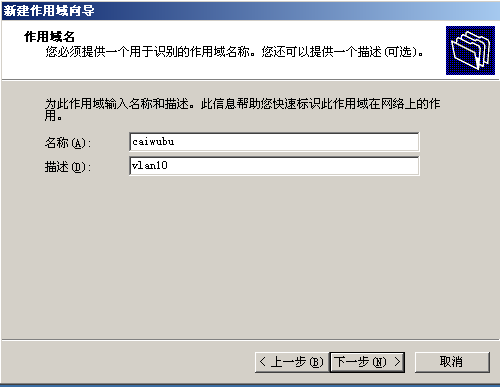 新建作用域向导
作用域名
您必须提供一个用于识别的作用域名称。您还可以提供一个描述(可选)。
为此作用域输入名称和描述。此信息帮助您快速标识此作用域在网络上的作
用。
名称(A): caiwubu
描述(D): vlan10
< 上一步(B) 下一步(N) > 取消